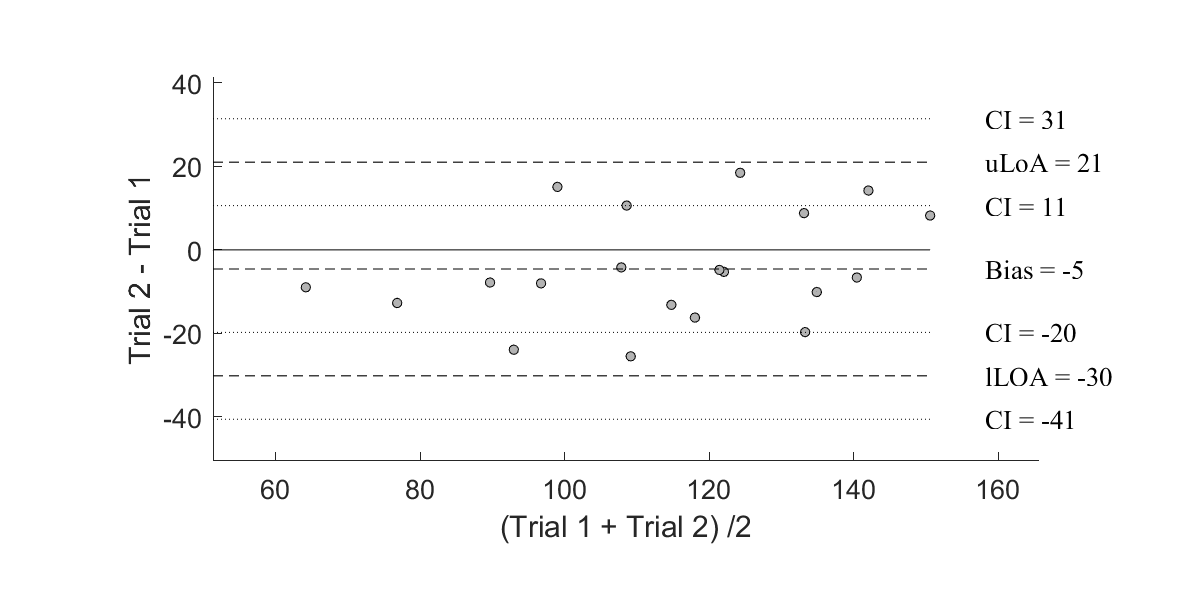 40
CI = 31
uLoA = 21
20
CI = 11
0
Bias = -5
Trial 2 - Trial 1
-20
CI = -20
lLOA = -30
-40
CI = -41
60 80 100 120 140 160
(Trial 1 + Trial 2) /2